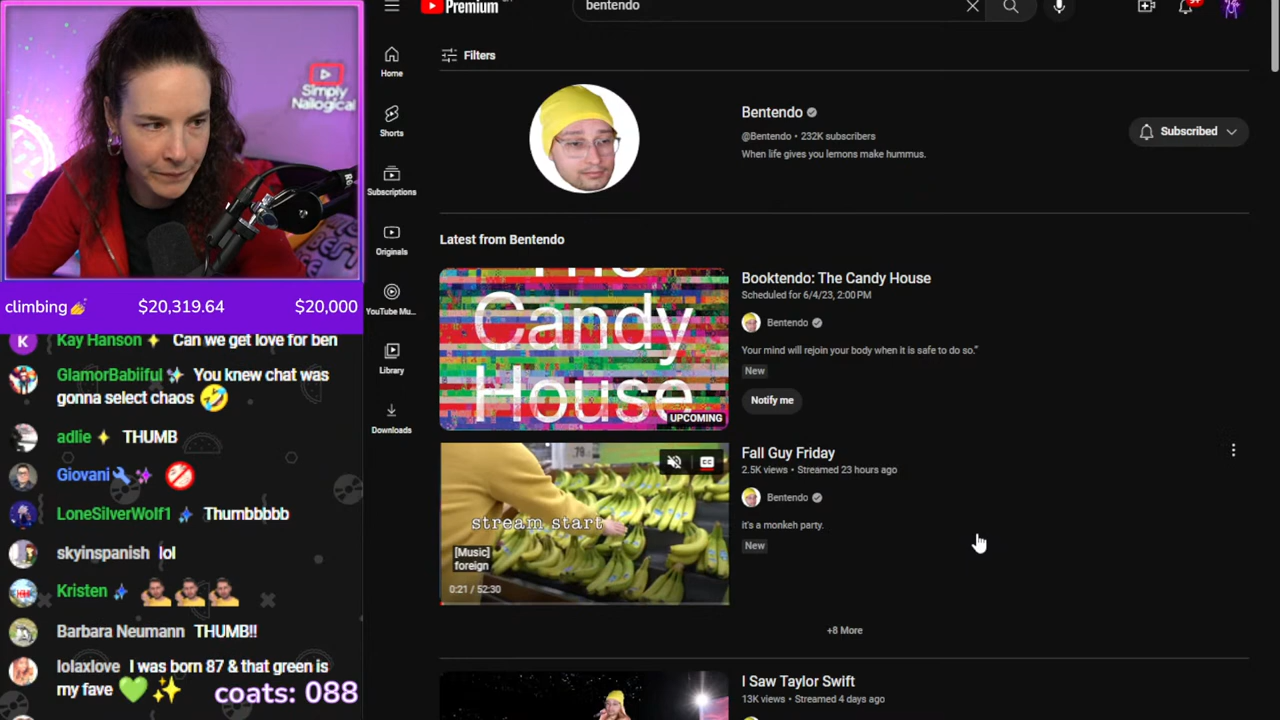 Premium
bentendo
9+
Simply
Nailogical
climbing
$20,319.64
$20,000
K
Kay Hanson Can we get love for ben
GlamorBabiiful You knew chat was
gonna select chaos 🤣
adlie THUMB
Giovani
LoneSilverWolf1 Thumbbbbb
skyinspanish lol
Kristen
Barbara Neumann THUMB!!
lolaxlove I was born 87 & that green is
my fave 💚✨
coats: 088
Home
Shorts
Subscriptions
Originals
YouTube Mu...
Library
Downloads
Filters
Bentendo
@Bentendo • 232K subscribers
When life gives you lemons make hummus.
Subscribed
Latest from Bentendo
The
Candy
House
UPCOMING
Booktendo: The Candy House
Scheduled for 6/4/23, 2:00PM
Bentendo
Your mind will rejoin your body when it is safe to do so."
New
Notify me
stream start
[Music]
foreign
0:21 / 52:30
CC
Fall Guy Friday
2.5K views • Streamed 23 hours ago
Bentendo
it's a monkeh party.
New
+8 More
I Saw Taylor Swift
13K views • Streamed 4 days ago